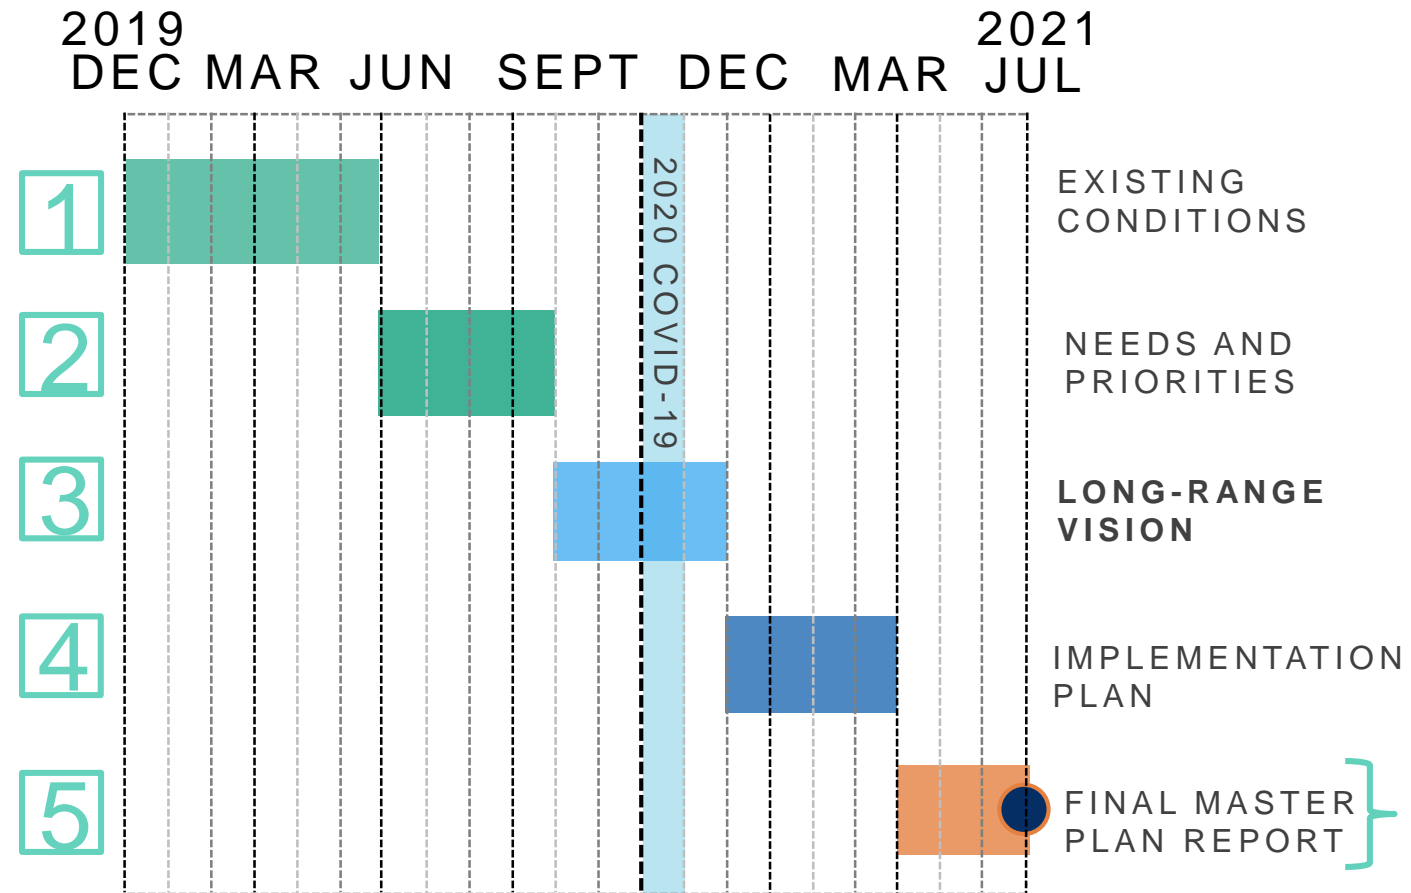 2019
2021
DEC MAR JUN SEPT DEC MAR JUL
2020 COVID-19
1
EXISTING
CONDITIONS
2
NEEDS AND
PRIORITIES
3
LONG-RANGE
VISION
4
IMPLEMENTATION
PLAN
5
FINAL MASTER
PLAN REPORT